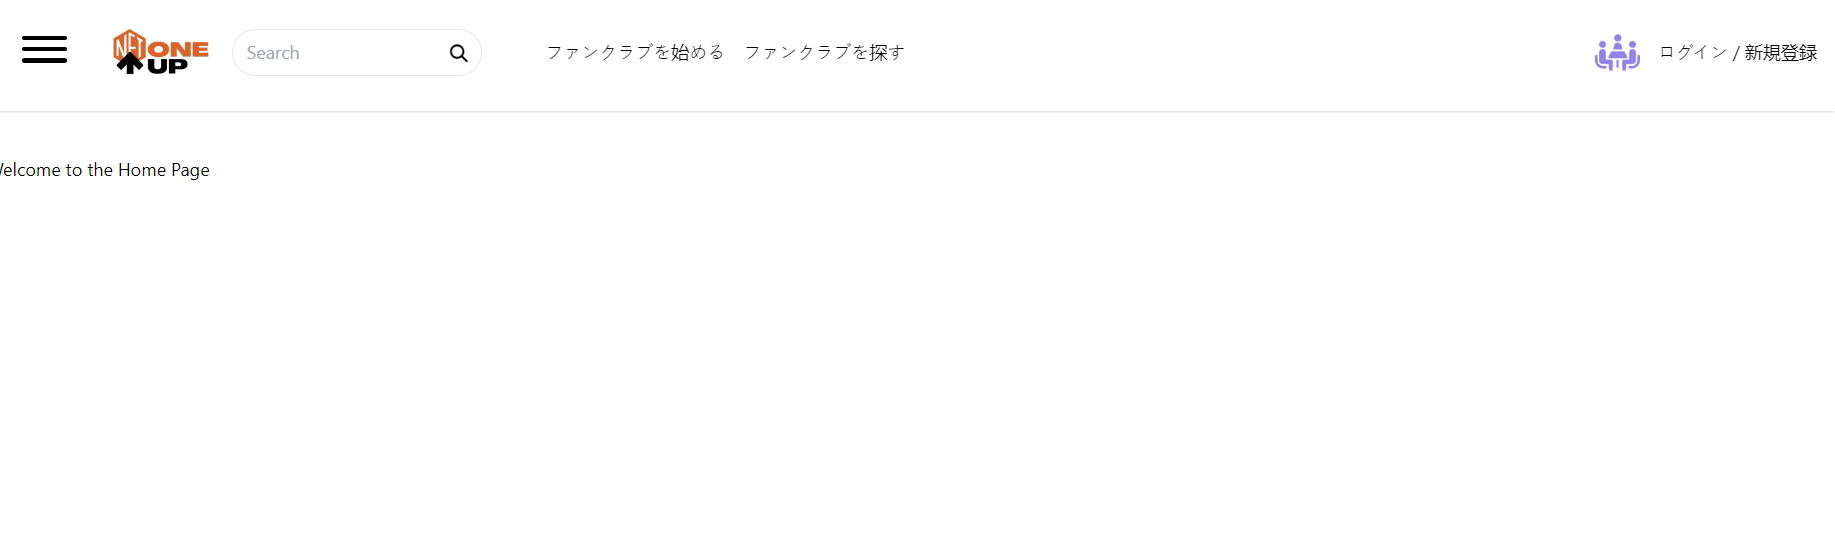 NFT ONE UP
Search
ファンクラブを始める ファンクラブを探す
ログイン / 新規登録
Welcome to the Home Page